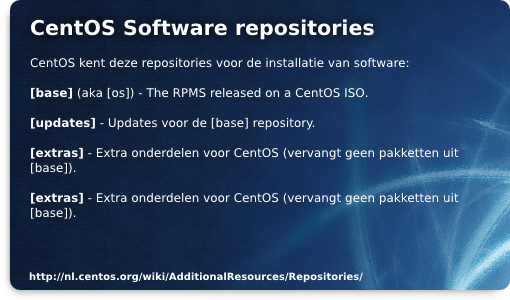 CentOS Software repositories
CentOS kent deze repositories voor de installatie van software:
[base] (aka [os]) - The RPMS released on a CentOS ISO.
[updates] - Updates voor de [base] repository.
[extras] - Extra onderdelen voor CentOS (vervangt geen pakketten uit
[base]).
[extras] - Extra onderdelen voor CentOS (vervangt geen pakketten uit
[base]).
http://nl.centos.org/wiki/AdditionalResources/Repositories/